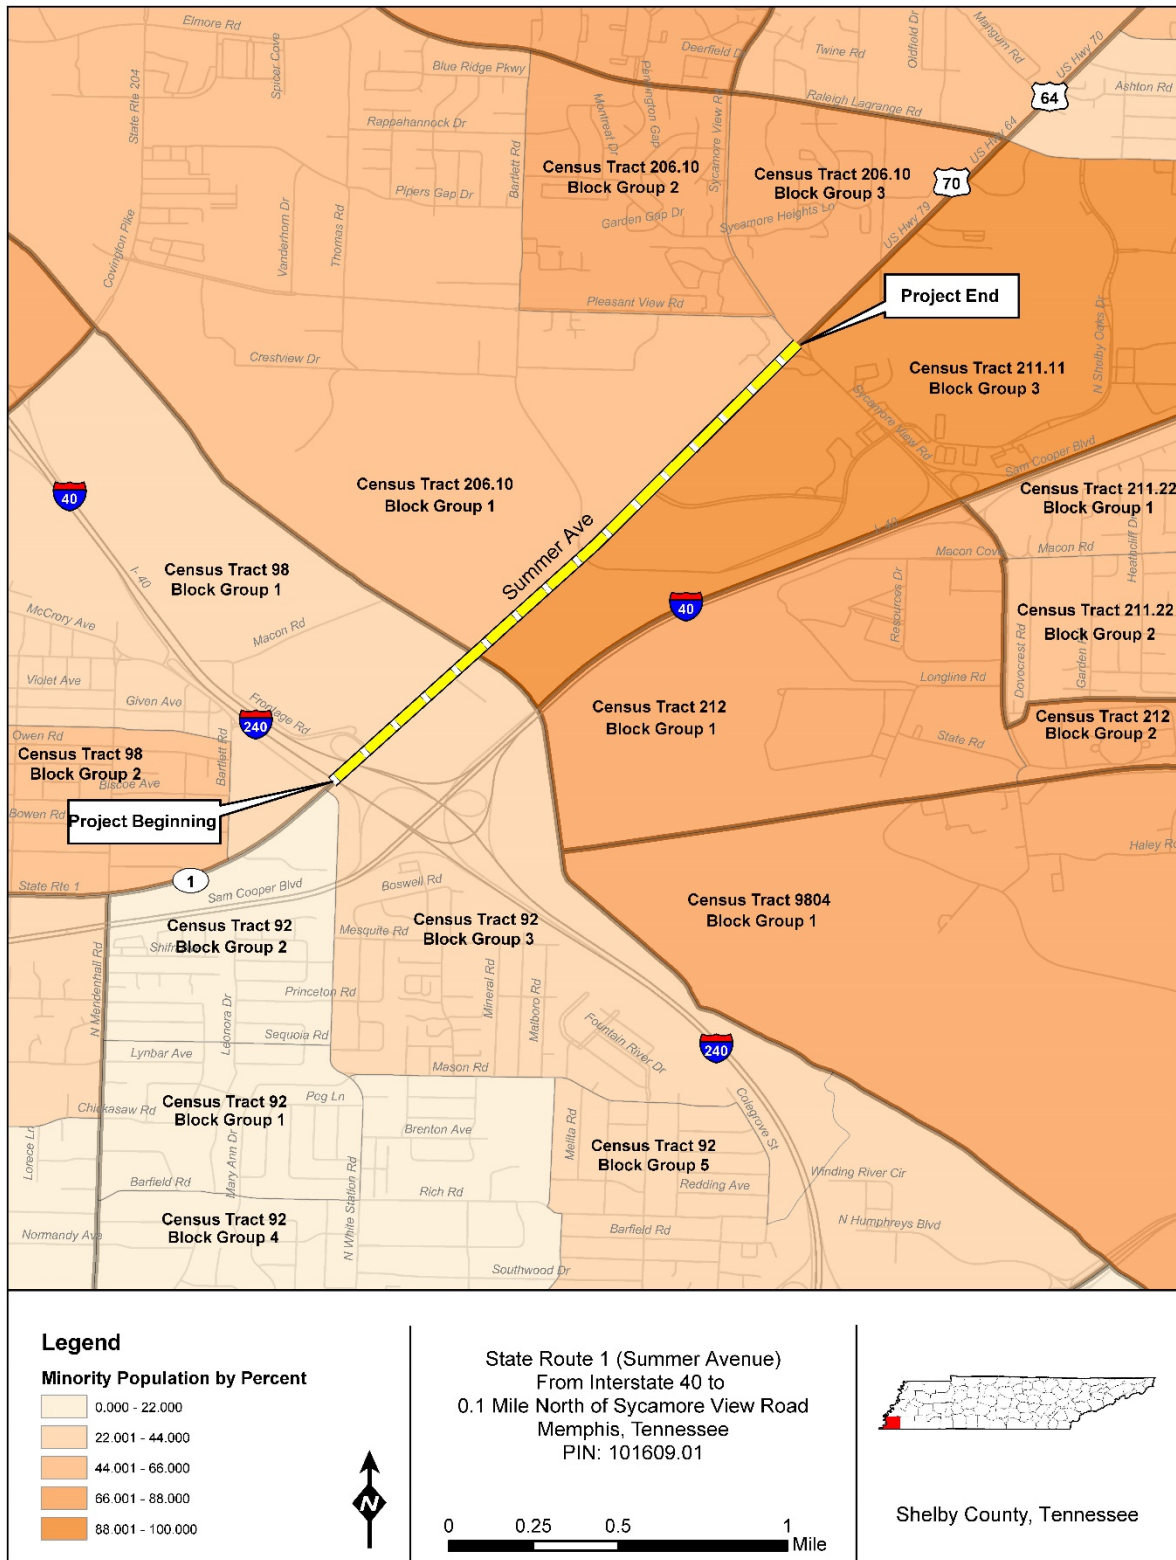 Elmore Rd
Spicer Cove
State Rte 204
Blue Ridge Pkwy
Deerfield Dr
Twine Rd
Oldfield Dr
Mangum Rd
US Hwy 70
Ashton Rd
64
Raleigh Lagrange Rd
US Hwy 64
Rappahannock Dr
Montreat Dr
Pennington Gap
Sycamore View Rd
Bartlett Rd
Census Tract 206.10
Block Group 2
Census Tract 206.10
Block Group 3
70
US Hwy 79
Pipers Gap Dr
Garden Gap Dr
Sycamore Heights Ln
Vanderhorn Dr
Thomas Rd
Covington Pike
Pleasant View Rd
Project End
Crestview Dr
Census Tract 211.11
Block Group 3
N Shelby Oaks Dr
Sycamore View Rd
Sam Cooper Blvd
40
Census Tract 206.10
Block Group 1
Census Tract 211.22
Block Group 1
Heathcliff Dr
Summer Ave
I- 40
Macon Cove
Macon Rd
Census Tract 98
Block Group 1
I- 40
40
McCrory Ave
Macon Rd
Resources Dr
Census Tract 211.22
Block Group 2
Dovecrest Rd
Garden R
Violet Ave
Given Ave
Frontage Rd
240
Longline Rd
Census Tract 212
Block Group 1
Census Tract 212
Block Group 2
State Rd
Owen Rd
Bartlett Rd
Census Tract 98
Block Group 2
Biscoe Ave
Bowen Rd
Project Beginning
State Rte 1
1
Sam Cooper Blvd
Boswell Rd
Haley Rd
Census Tract 9804
Block Group 1
Census Tract 92
Block Group 2
Mesquite Rd
Census Tract 92
Block Group 3
N Mendenhall Rd
Princeton Rd
Mineral Rd
Malboro Rd
Leonora Dr
Sequoia Rd
Fountain River Dr
240
Lynbar Ave
Mason Rd
Colegrove St
Chickasaw Rd
Census Tract 92
Block Group 1
Pcg Ln
Brenton Ave
Melita Rd
Census Tract 92
Block Group 5
Lorece Ln
Mary Ann Dr
Barfield Rd
N White Station Rd
Rich Rd
Redding Ave
Winding River Cir
Census Tract 92
Block Group 4
Normandy Ave
Barfield Rd
N Humphreys Blvd
Southwood Dr
Legend
Minority Population by Percent
0.000 - 22.000
22.001 - 44.000
44.001 - 66.000
66.001 - 88.000
88.001 - 100.000
N
State Route 1 (Summer Avenue)
From Interstate 40 to
0.1 Mile North of Sycamore View Road
Memphis, Tennessee
PIN: 101609.01
0 0.25 0.5 1
Mile
Shelby County, Tennessee